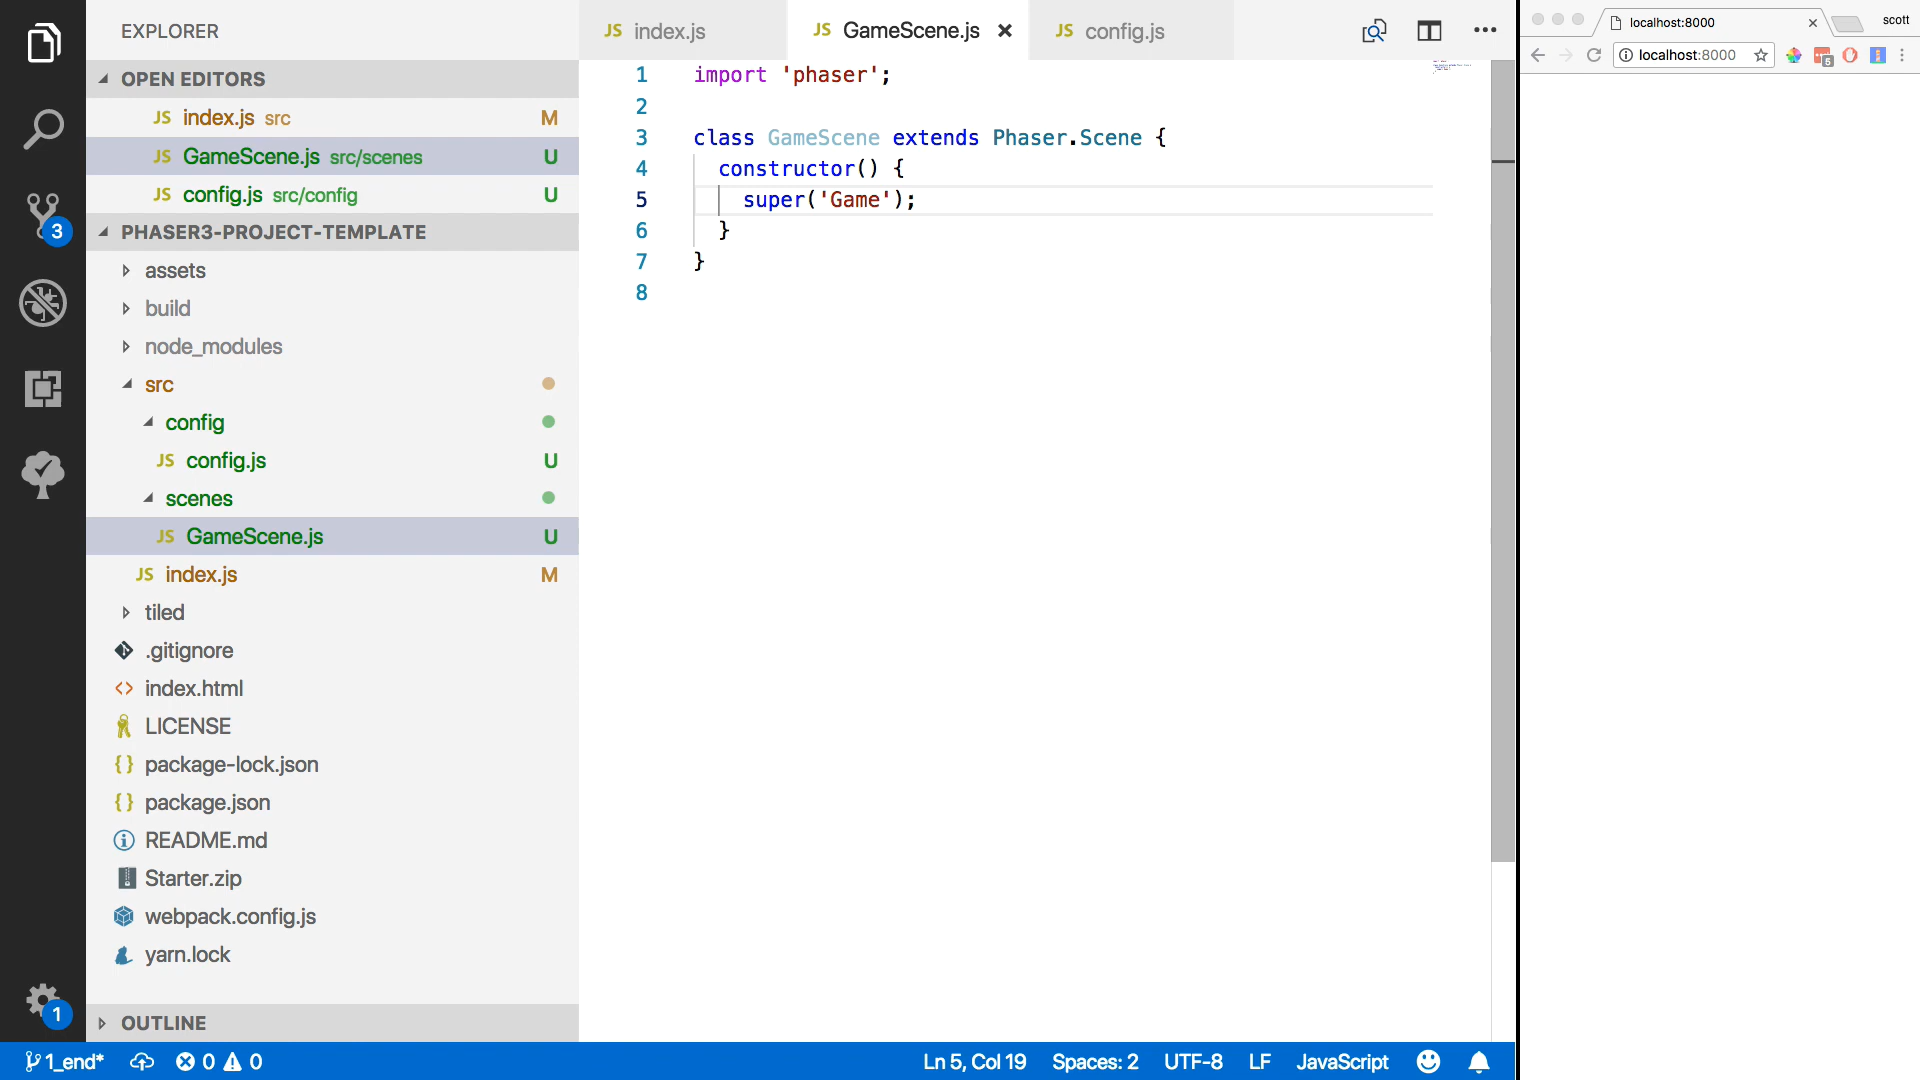 EXPLORER
OPEN EDITORS
JS index.js src M
JS GameScene.js src/scenes U
JS config.js src/config U
3
PHASER3-PROJECT-TEMPLATE
assets
build
node_modules
src
config
JS config.js U
scenes
JS GameScene.js U
JS index.js M
tiled
.gitignore
index.html
LICENSE
package-lock.json
package.json
README.md
Starter.zip
webpack.config.js
yarn.lock
1
OUTLINE
JS index.js JS GameScene.js JS config.js
1 import 'phaser';
2
3 class GameScene extends Phaser.Scene {
4 constructor() {
5 super('Game');
6 }
7 }
8
localhost:8000 scott
localhost:8000 5
1_end* 0 0 Ln 5, Col 19 Spaces: 2 UTF-8 LF JavaScript